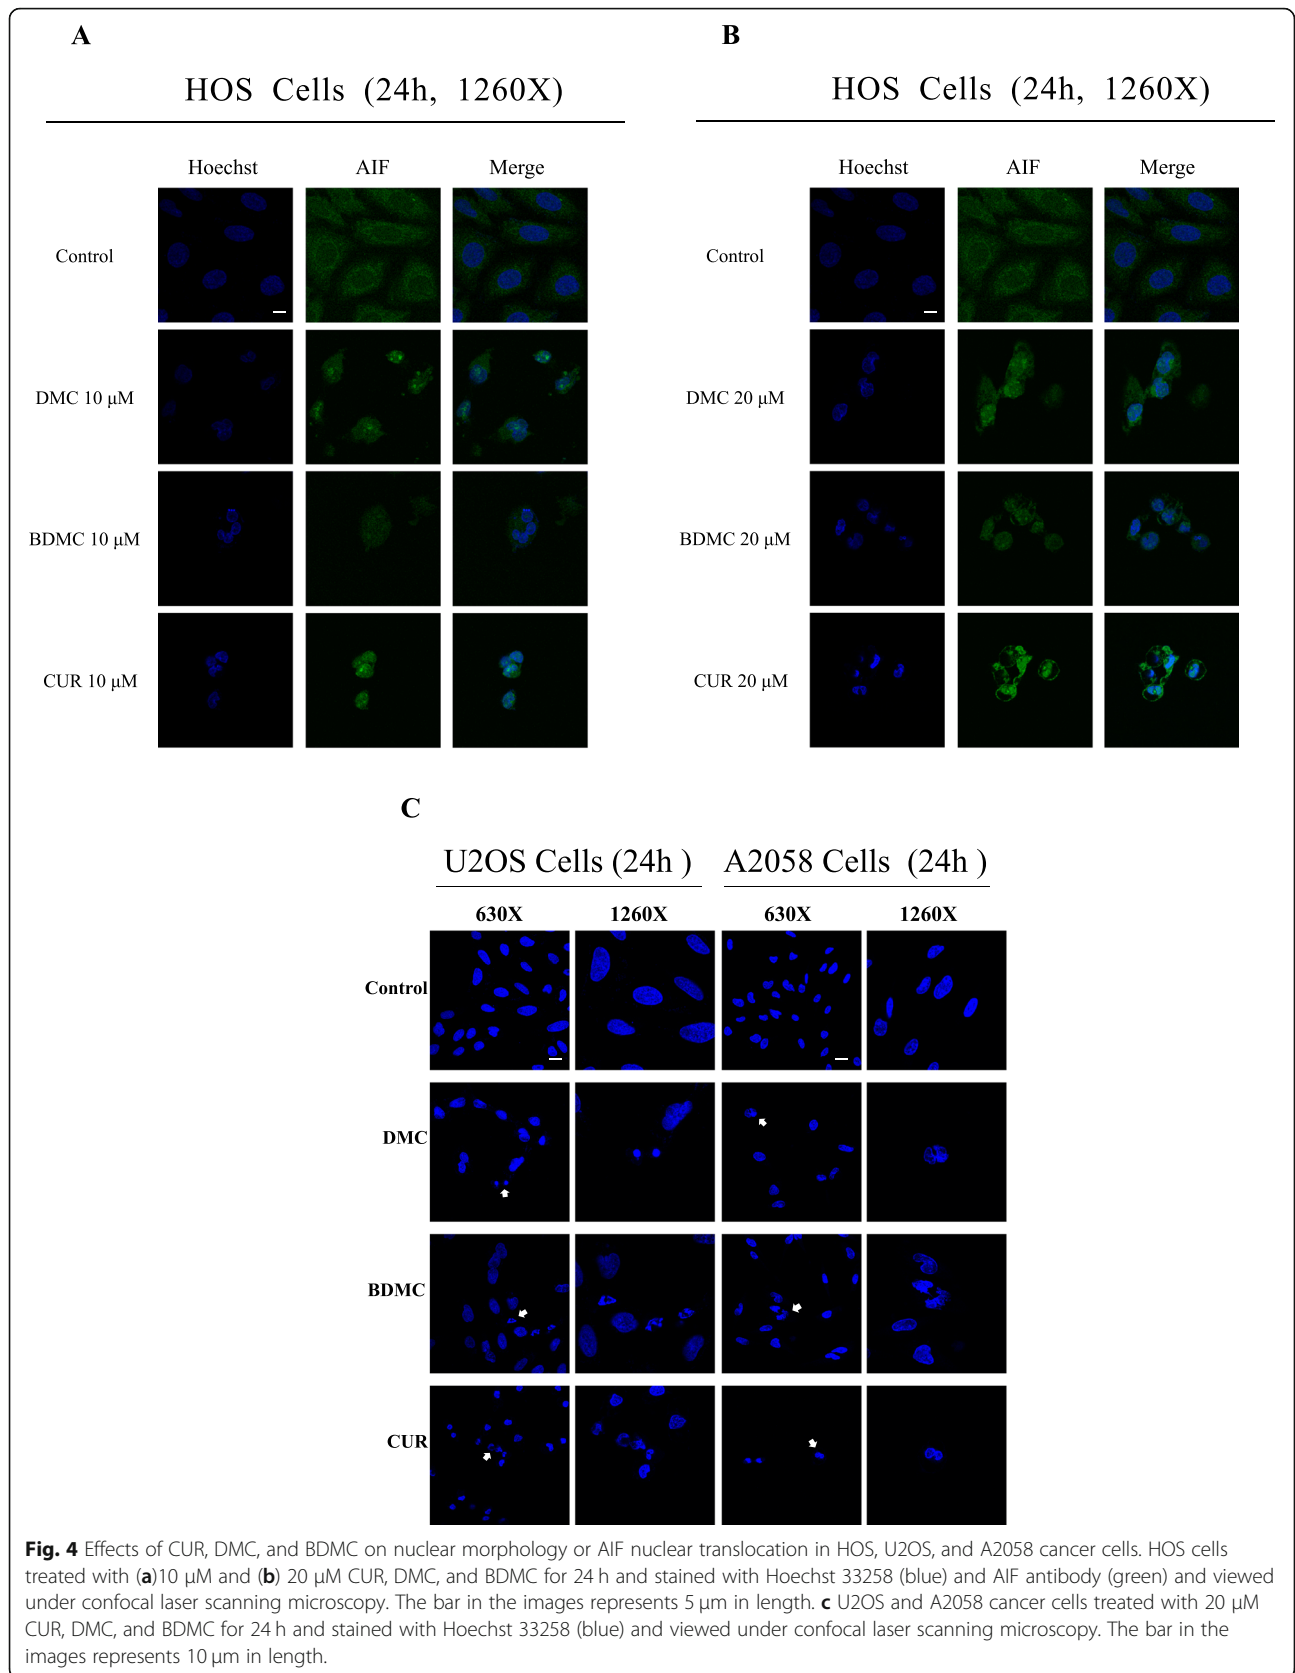 A
B
HOS Cells (24h, 1260X)
HOS Cells (24h, 1260X)
Hoechst AIF Merge
Hoechst AIF Merge
Control
Control
DMC 10 μM
DMC 20 μM
BDMC 10 μM
BDMC 20 μM
CUR 10 μM
CUR 20 μM
C
U2OS Cells (24h ) A2058 Cells (24h )
630X 1260X 630X 1260X
Control
DMC
BDMC
CUR
Fig. 4 Effects of CUR, DMC, and BDMC on nuclear morphology or AIF nuclear translocation in HOS, U2OS, and A2058 cancer cells. HOS cells
treated with (a)10 μM and (b) 20 μM CUR, DMC, and BDMC for 24 h and stained with Hoechst 33258 (blue) and AIF antibody (green) and viewed
under confocal laser scanning microscopy. The bar in the images represents 5 μm in length. c U2OS and A2058 cancer cells treated with 20 μM
CUR, DMC, and BDMC for 24 h and stained with Hoechst 33258 (blue) and viewed under confocal laser scanning microscopy. The bar in the
images represents 10 μm in length.